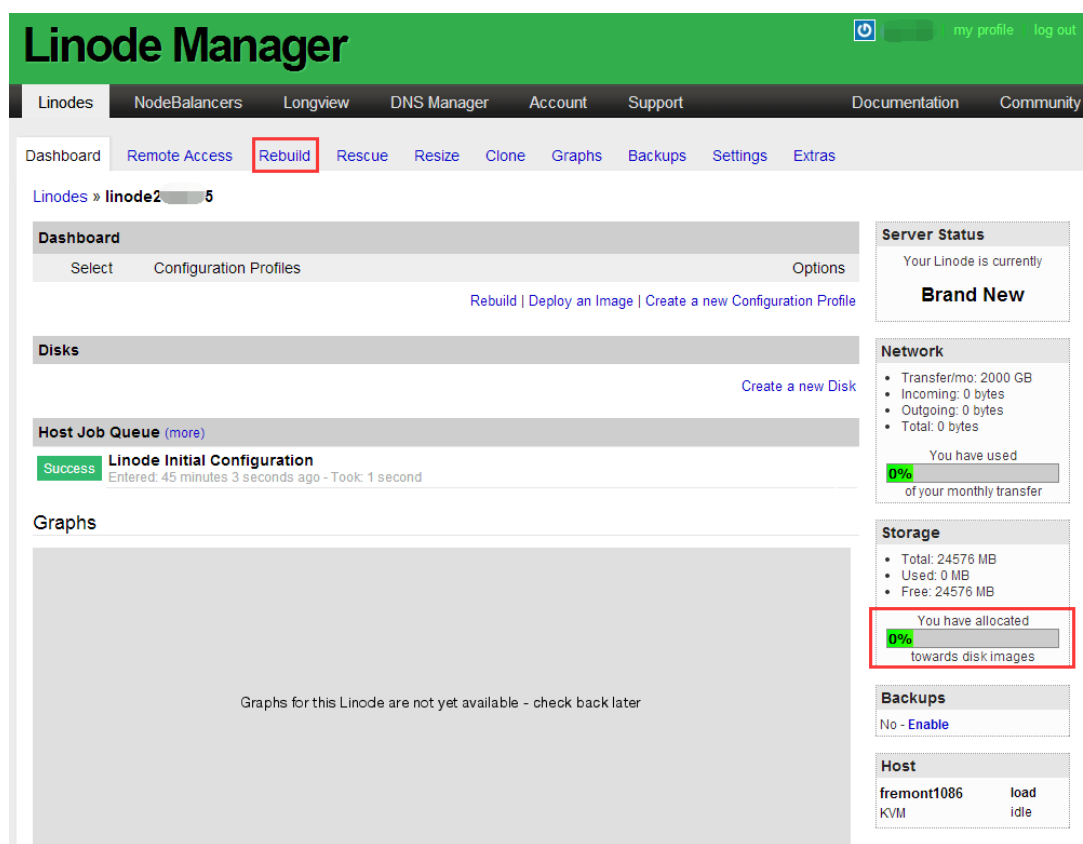 Linode Manager
my profile log out
Linodes NodeBalancers Longview DNS Manager Account Support Documentation Community
Dashboard Remote Access Rebuild Rescue Resize Clone Graphs Backups Settings Extras
Linodes » linode2 5
Dashboard
Select Configuration Profiles Options
Rebuild | Deploy an Image | Create a new Configuration Profile
Disks
Create a new Disk
Host Job Queue (more)
Success Linode Initial Configuration
Entered: 45 minutes 3 seconds ago - Took: 1 second
Graphs
Graphs for this Linode are not yet available - check back later
Server Status
Your Linode is currently
Brand New
Network
• Transfer/mo: 2000 GB
• Incoming: 0 bytes
• Outgoing: 0 bytes
• Total: 0 bytes
You have used
0%
of your monthly transfer
Storage
• Total: 24576 MB
• Used: 0 MB
• Free: 24576 MB
You have allocated
0%
towards disk images
Backups
No - Enable
Host
fremont1086 load
KVM idle